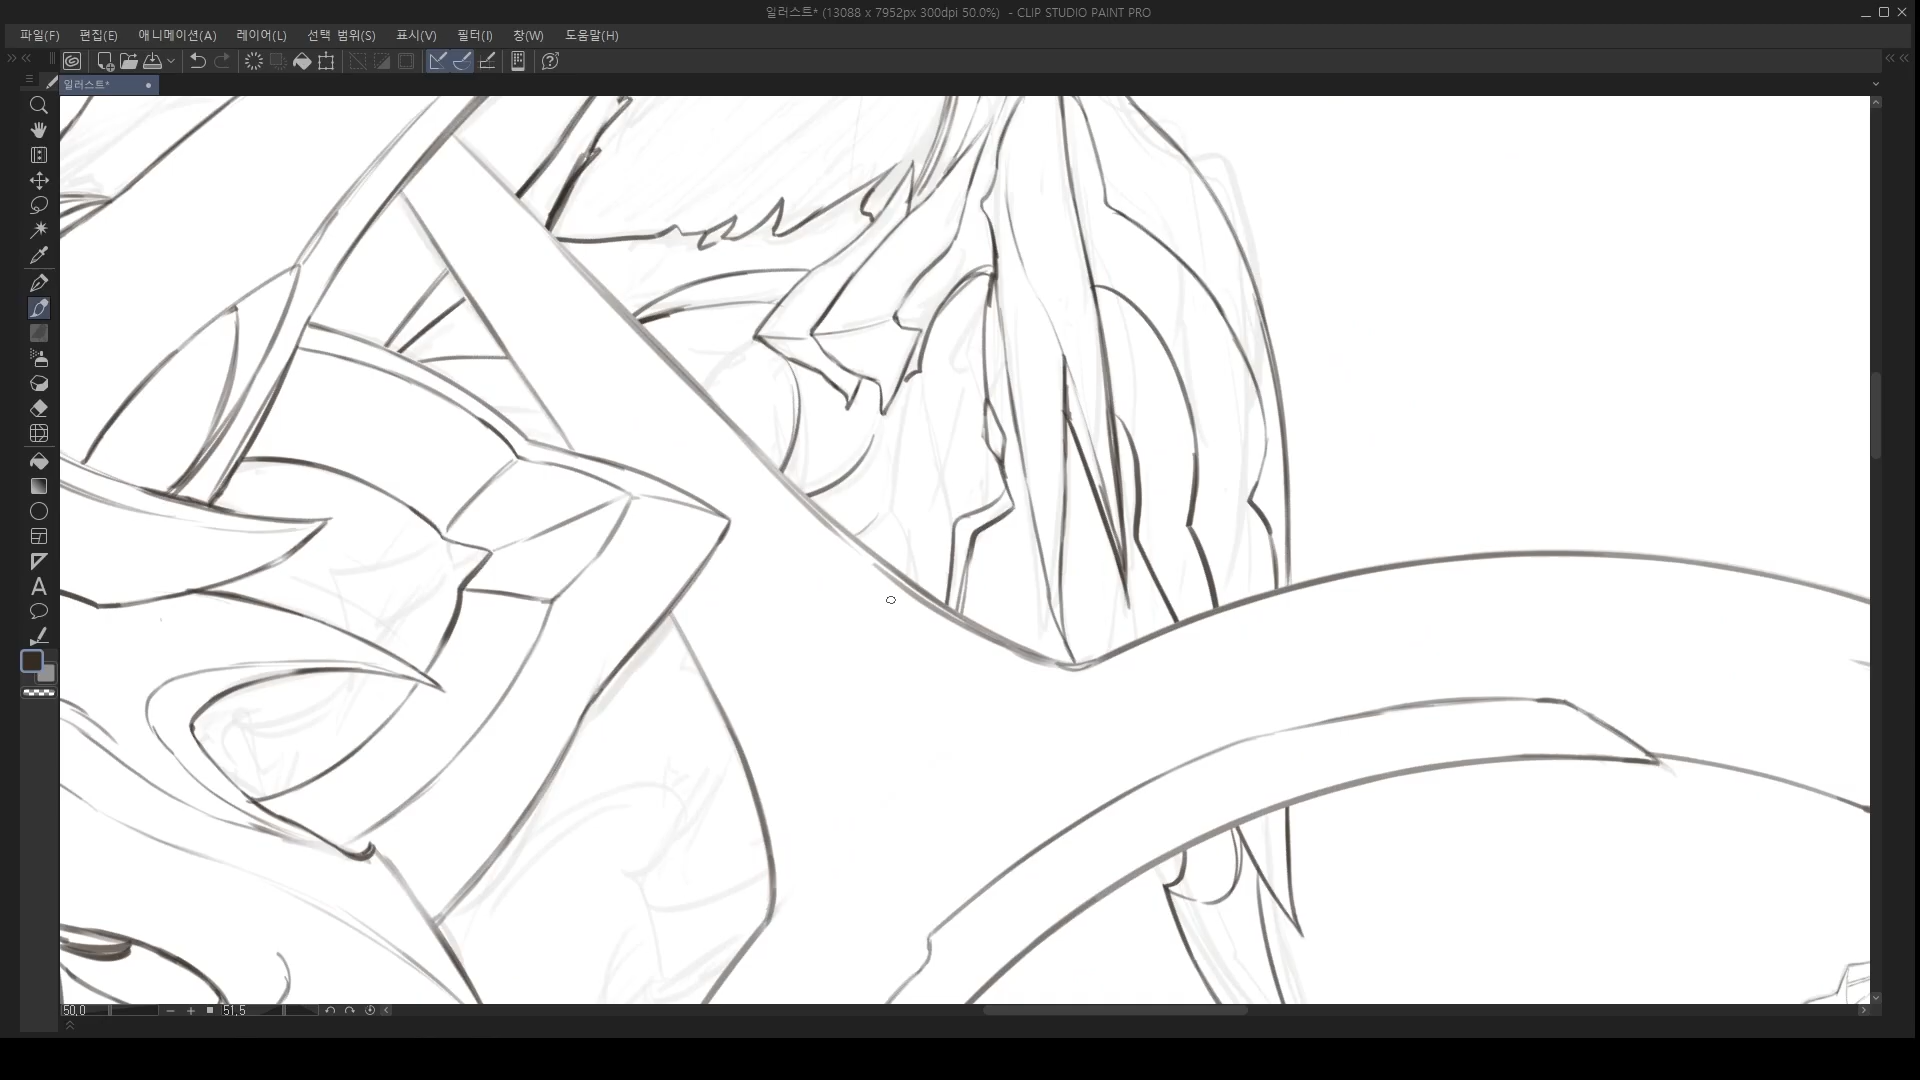 일러스트* (13088 x 7952px 300dpi 50.0%) - CLIP STUDIO PAINT PRO
파일(F) 편집(E) 애니메이션(A) 레이어(L) 선택 범위(S) 표시(V) 필터(I) 창(W) 도움말(H)
일러스트*
50.0 51.5